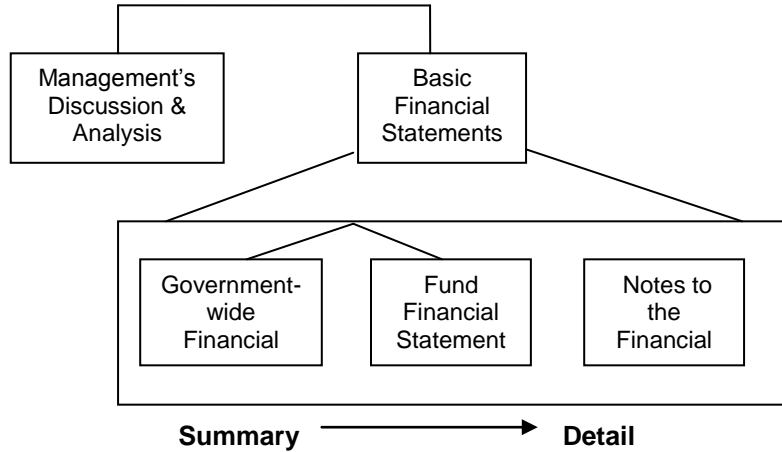 Management’s
Discussion &
Analysis
Basic
Financial
Statements
Government-
wide
Financial
Fund
Financial
Statement
Notes to
the
Financial
Summary
Detail